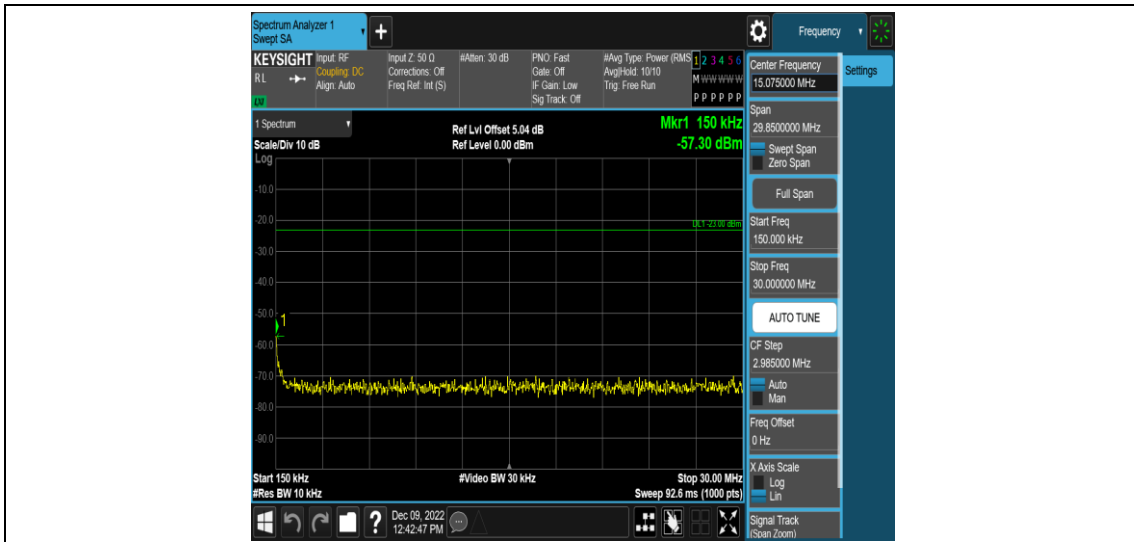 Spectrum Analyzer 1
Swept SA
+
Frequency
KEYSIGHT
RL
LM
Input: RF
Coupling: DC
Align: Auto
Input Z: 50 Ω
Corrections: Off
Freq Ref: Int (S)
#Atten: 30 dB
PNO: Fast
Gate: Off
IF Gain: Low
Sig Track: Off
#Avg Type: Power (RMS
Avg|Hold: 10/10
Trig: Free Run
1 2 3 4 5 6
M W W W W W
P P P P P P
1 Spectrum
Scale/Div 10 dB
Log
Ref Lvl Offset 5.04 dB
Ref Level 0.00 dBm
Mkr1 150 kHz
-57.30 dBm
-10.0
-20.0
DL1 -23.00 dBm
-30.0
-40.0
-50.0
1
-60.0
-70.0
-80.0
-90.0
Start 150 kHz
#Res BW 10 kHz
#Video BW 30 kHz
Stop 30.00 MHz
Sweep 92.6 ms (1000 pts)
?
Dec 09, 2022
12:42:47 PM
Center Frequency
15.075000 MHz
Settings
Span
29.8500000 MHz
Swept Span
Zero Span
Full Span
Start Freq
150.000 kHz
Stop Freq
30.000000 MHz
AUTO TUNE
CF Step
2.985000 MHz
Auto
Man
Freq Offset
0 Hz
X Axis Scale
Log
Lin
Signal Track
(Span Zoom)